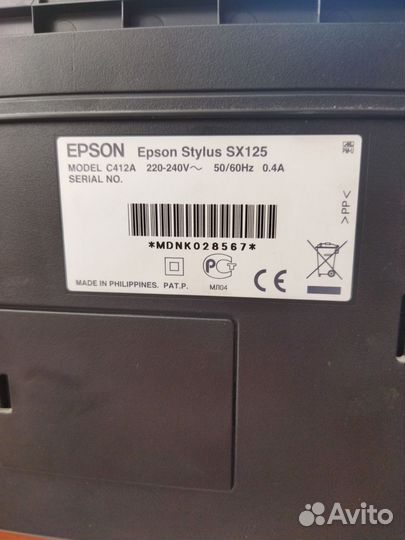 EPSON Epson Stylus SX125
MODEL C412A 220-240V~ 50/60Hz 0.4A
SERIAL NO.
*MDNK028567*
МЛ04
MADE IN PHILIPPINES. PAT.P.
>PP<
Avito